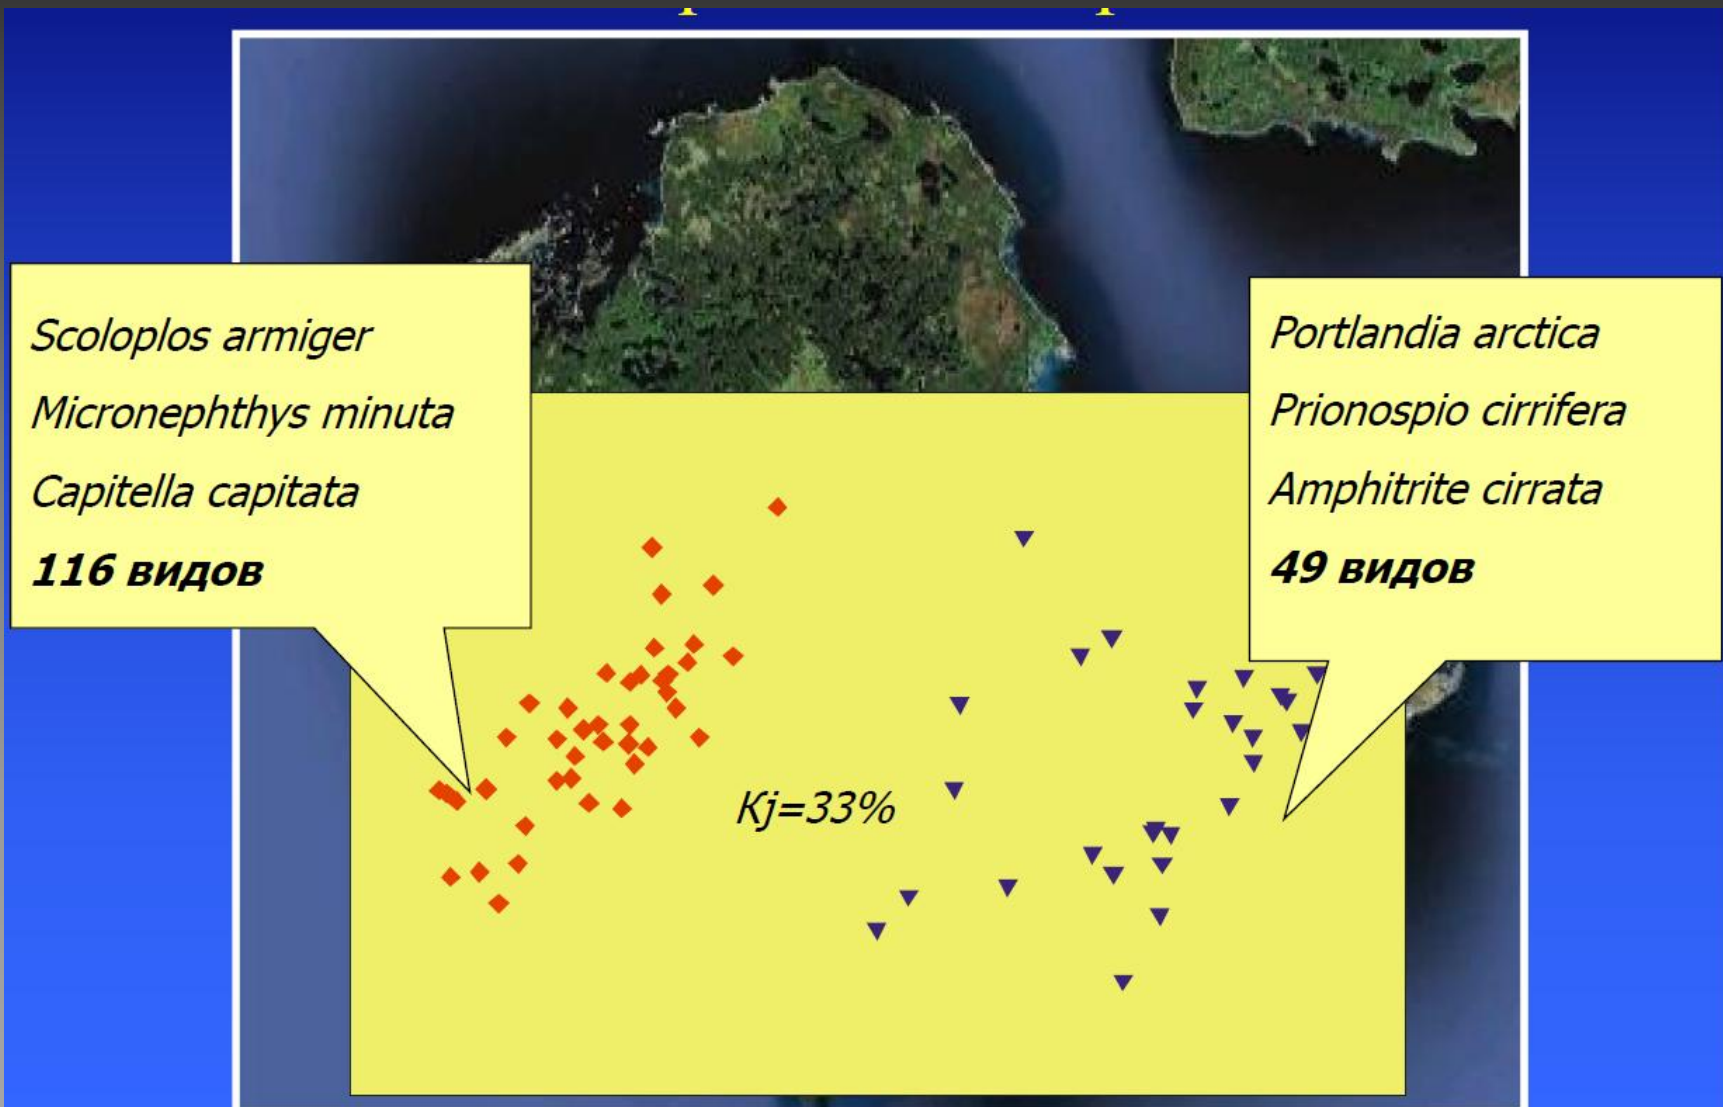 Scoloplos armiger
Micronephthys minuta
Capitella capitata
116 видов
Portlandia arctica
Prionospio cirrifera
Amphitrite cirrata
49 видов
Kj=33%